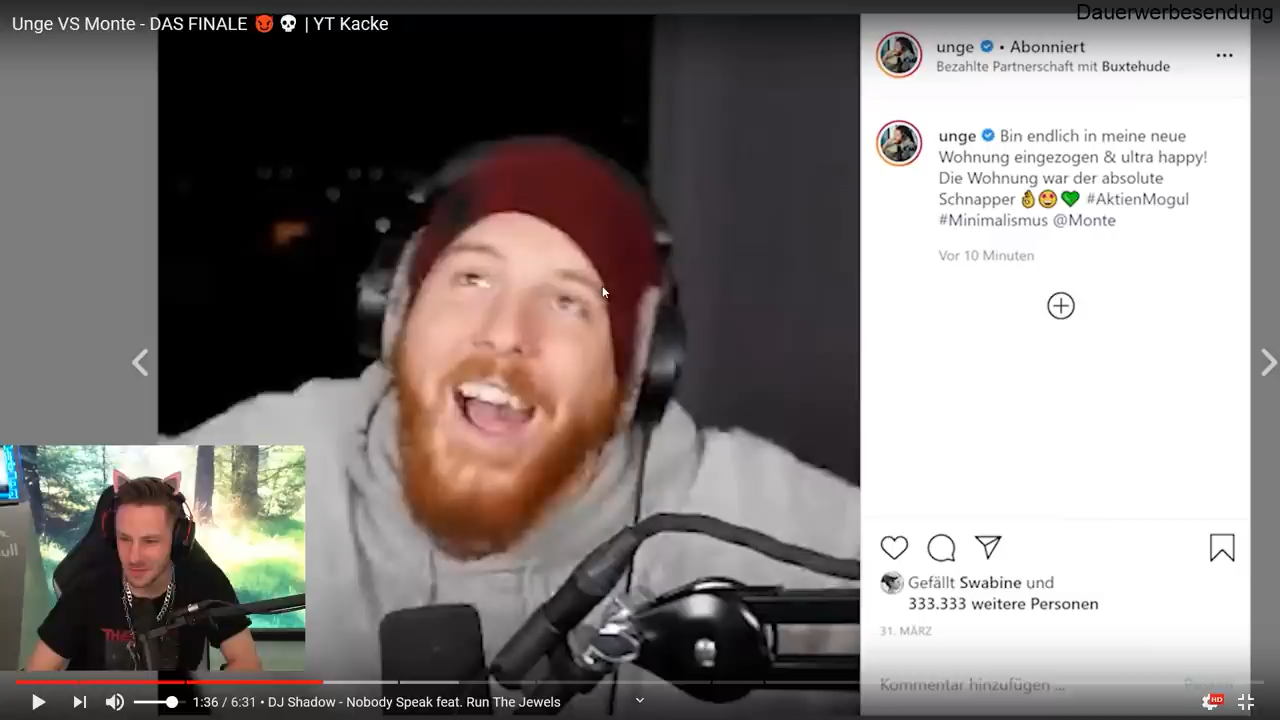 Unge VS Monte - DAS FINALE 😈 💀 | YT Kacke
Dauerwerbesendung
unge • Abonniert
Bezahlte Partnerschaft mit Buxtehude
unge Bin endlich in meine neue
Wohnung eingezogen & ultra happy!
Die Wohnung war der absolute
Schnapper 👌😍💚 #AktienMogul
#Minimalismus @Monte
Vor 10 Minuten
Gefällt Swabine und
333.333 weitere Personen
31. MÄRZ
Kommentar hinzufügen ...
1:36 / 6:31 • DJ Shadow - Nobody Speak feat. Run The Jewels
HD